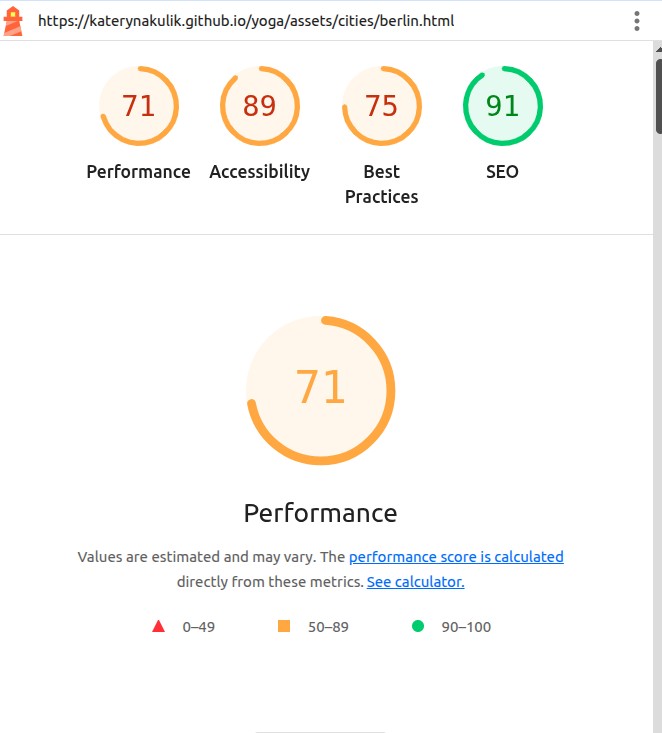 https://katerynakulik.github.io/yoga/assets/cities/berlin.html
71 89 75 91
Performance Accessibility Best Practices SEO
71
Performance
Values are estimated and may vary. The performance score is calculated
directly from these metrics. See calculator.
0–49 50–89 90–100